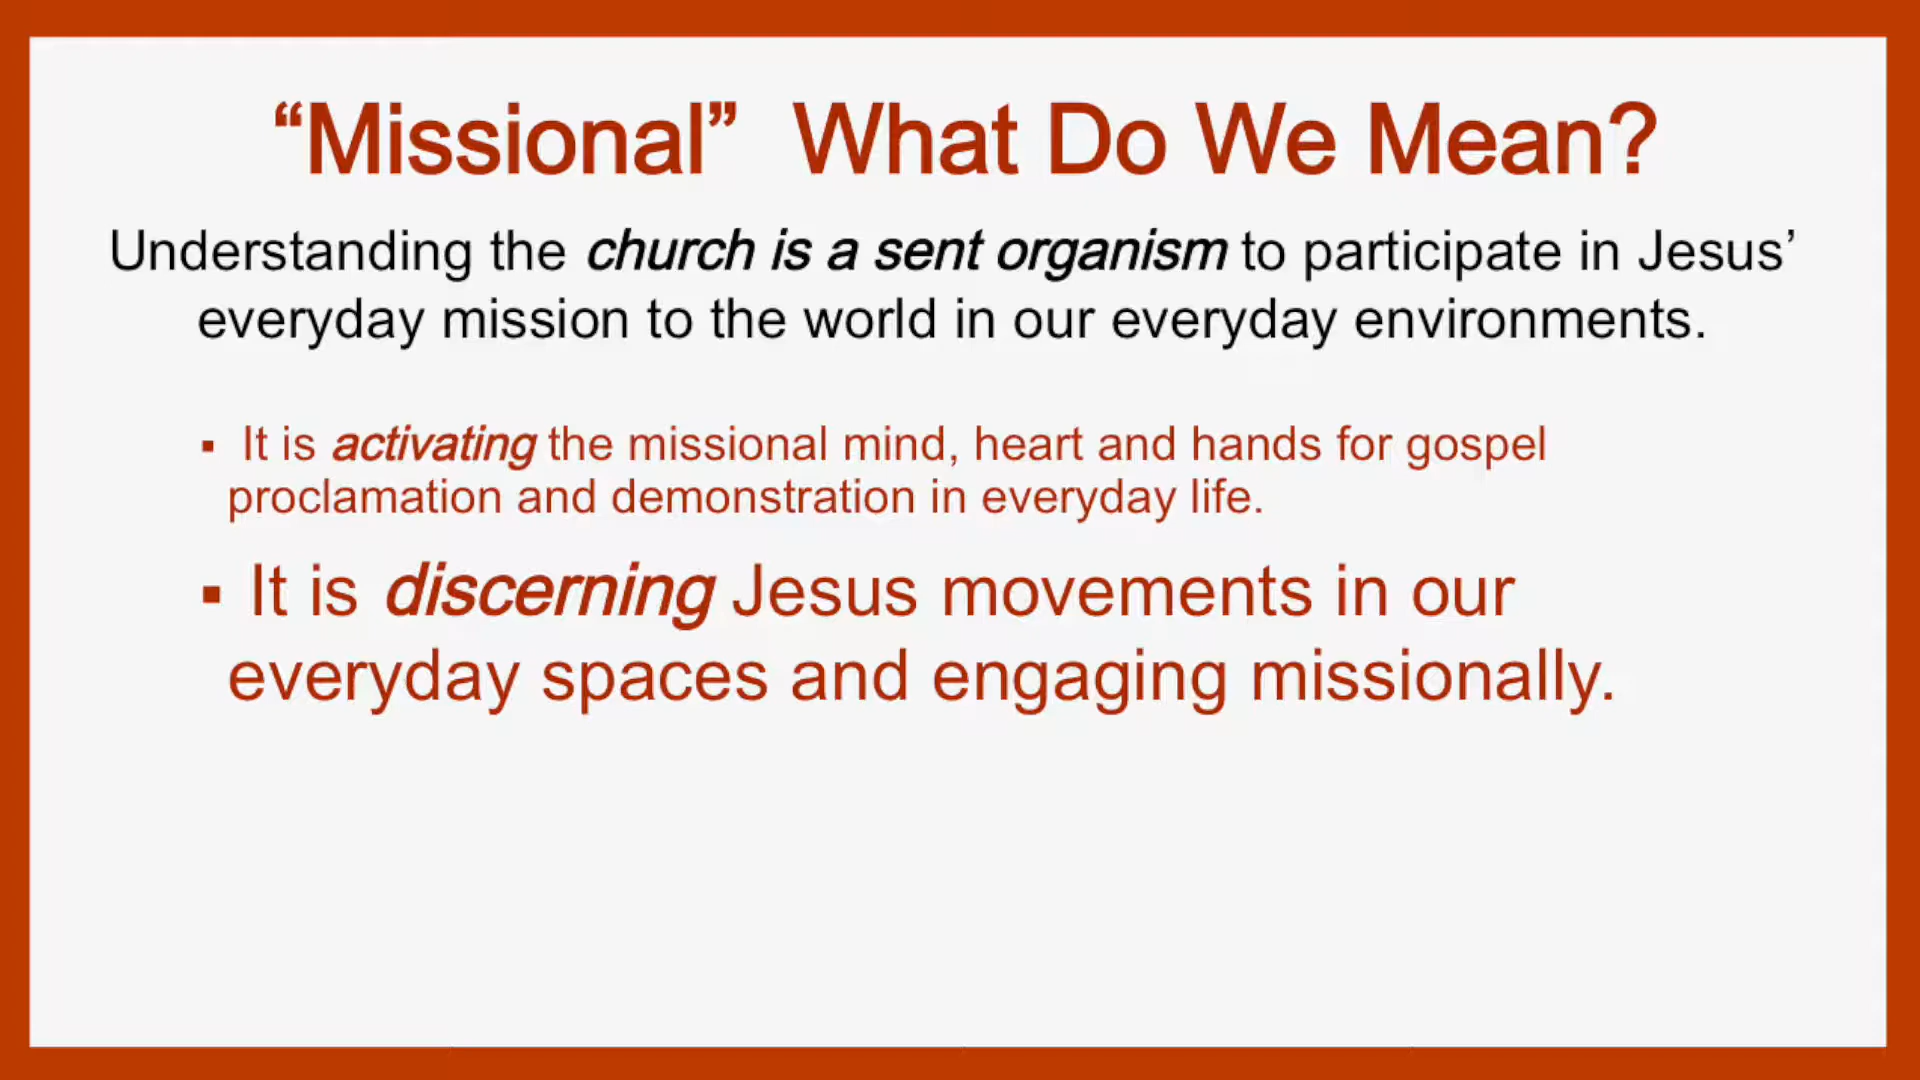 “Missional”  What Do We Mean?
Understanding the church is a sent organism to participate in Jesus’
everyday mission to the world in our everyday environments.
▪ It is activating the missional mind, heart and hands for gospel
proclamation and demonstration in everyday life.
▪ It is discerning Jesus movements in our
everyday spaces and engaging missionally.